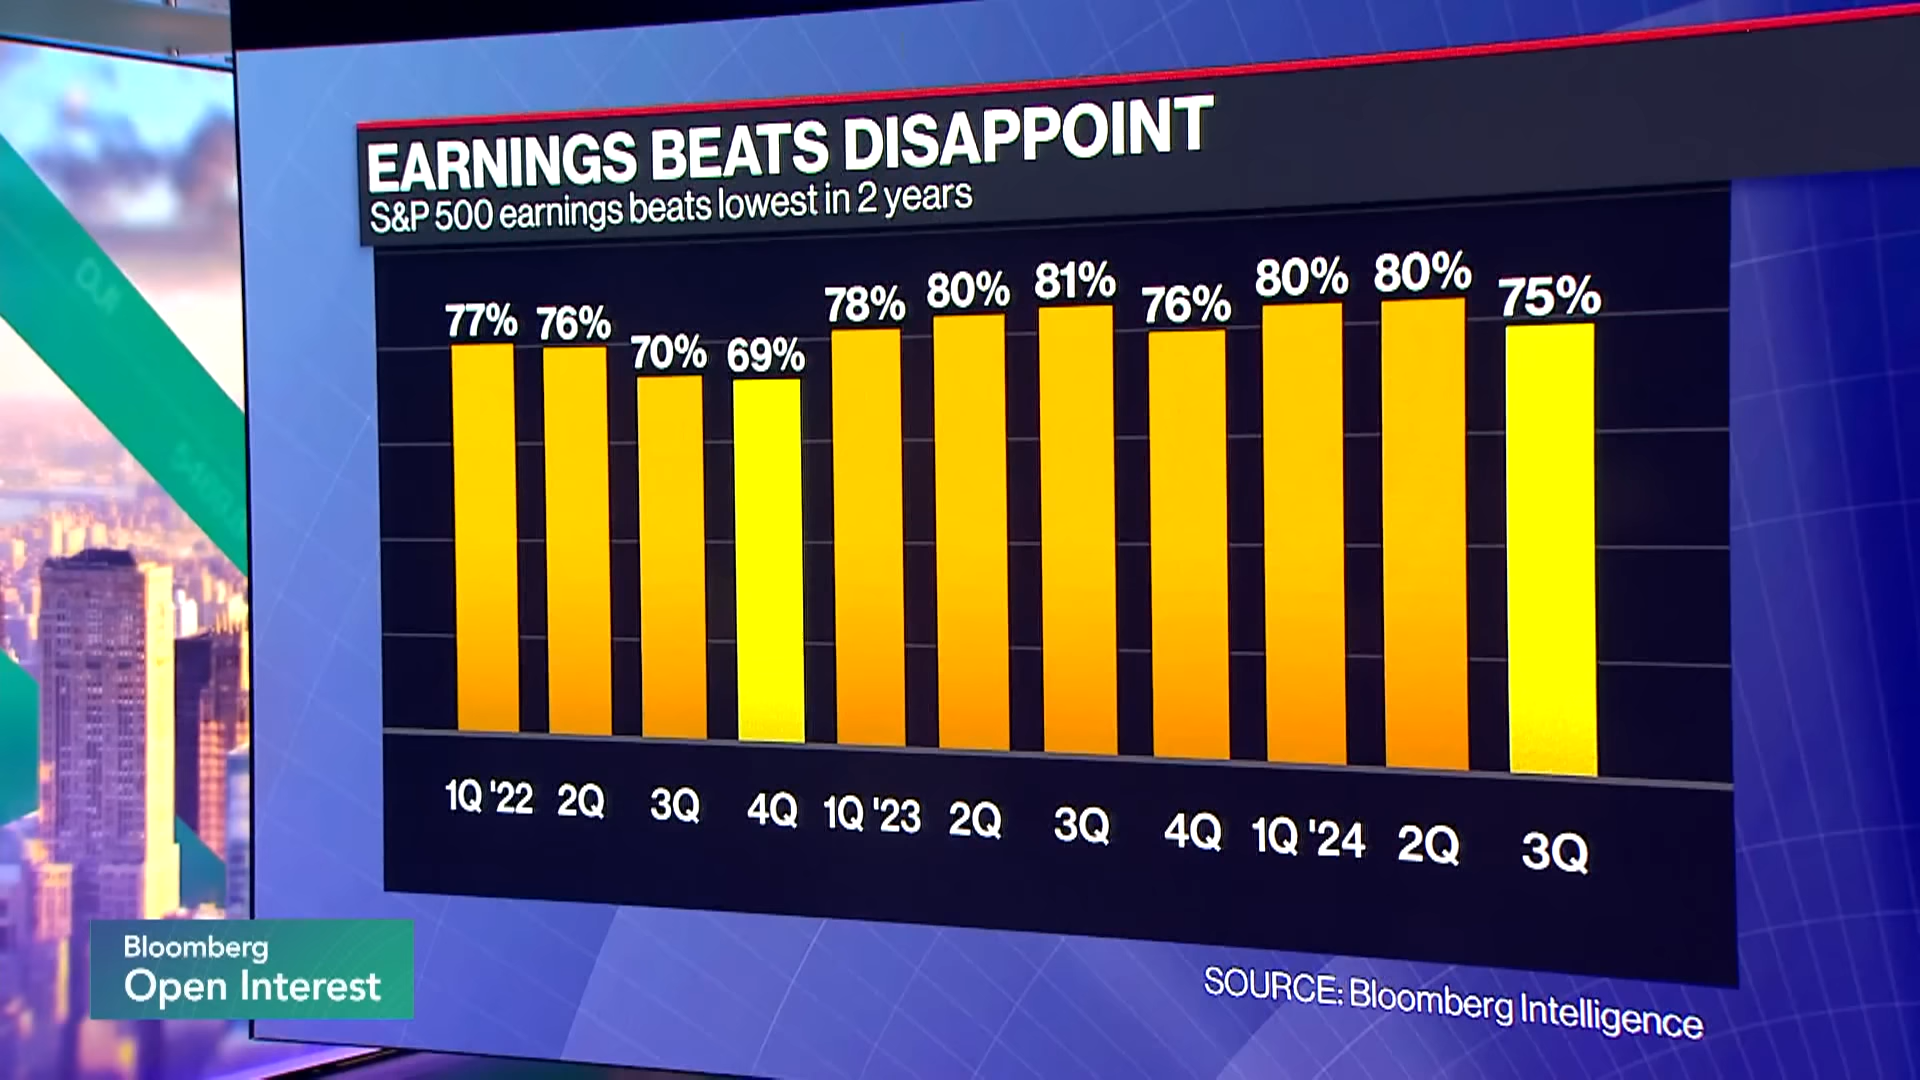 EARNINGS BEATS DISAPPOINT
S&P 500 earnings beats lowest in 2 years
77% 76% 70% 69% 78% 80% 81% 76% 80% 80% 75%
1Q '22 2Q 3Q 4Q 1Q '23 2Q 3Q 4Q 1Q '24 2Q 3Q
SOURCE: Bloomberg Intelligence
Bloomberg
Open Interest